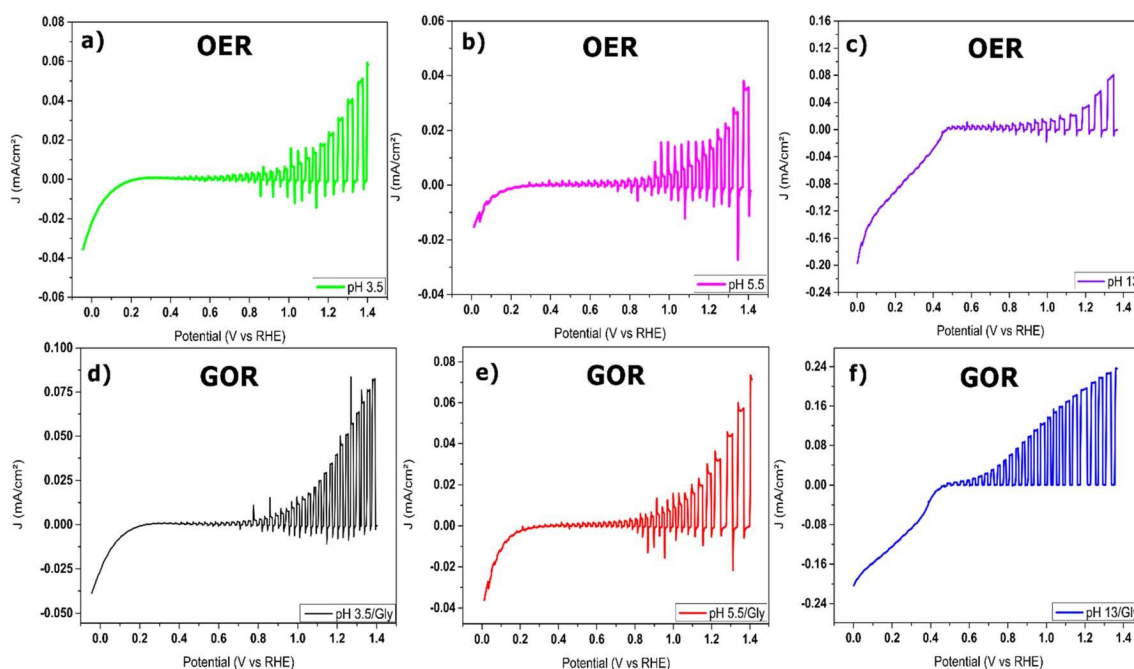 a)
OER
0.08
0.06
0.04
0.02
0.00
-0.02
-0.04
-0.06
J (mA/cm²)
0.0 0.2 0.4 0.6 0.8 1.0 1.2 1.4
Potential (V vs RHE)
pH 3.5
b)
OER
0.06
0.04
0.02
0.00
-0.02
-0.04
J (mA/cm²)
0.0 0.2 0.4 0.6 0.8 1.0 1.2 1.4
Potential (V vs RHE)
pH 5.5
c)
OER
0.16
0.12
0.08
0.04
0.00
-0.04
-0.08
-0.12
-0.16
-0.20
-0.24
J (mA/cm²)
0.0 0.2 0.4 0.6 0.8 1.0 1.2 1.4
Potential (V vs RHE)
pH 13
d)
GOR
0.100
0.075
0.050
0.025
0.000
-0.025
-0.050
J (mA/cm²)
0.0 0.2 0.4 0.6 0.8 1.0 1.2 1.4
Potential (V vs RHE)
pH 3.5/Gly
e)
GOR
0.08
0.06
0.04
0.02
0.00
-0.02
-0.04
J (mA/cm²)
0.0 0.2 0.4 0.6 0.8 1.0 1.2 1.4
Potential (V vs RHE)
pH 5.5/Gly
f)
GOR
0.24
0.16
0.08
0.00
-0.08
-0.16
-0.24
J (mA/cm²)
0.0 0.2 0.4 0.6 0.8 1.0 1.2 1.4
Potential (V vs RHE)
pH 13/Gly